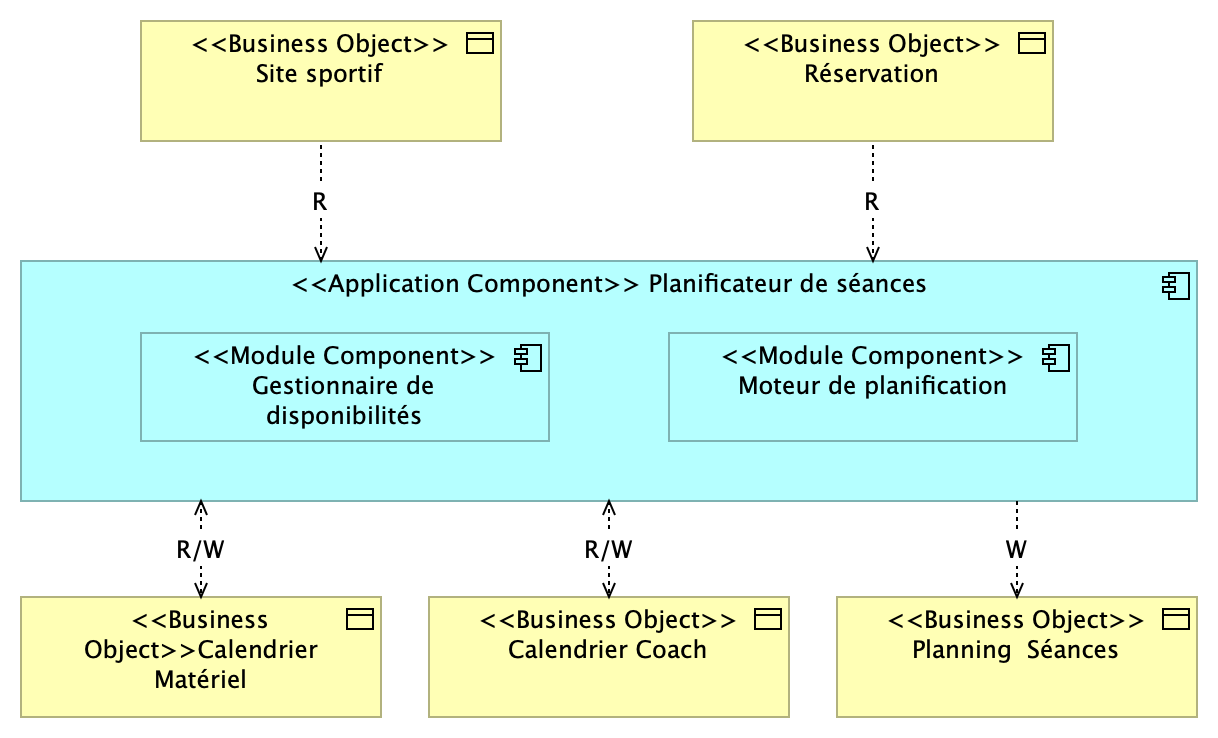 <<Business Object>>
Site sportif
<<Business Object>>
Réservation
R
R
<<Application Component>> Planificateur de séances
<<Module Component>>
Gestionnaire de
disponibilités
<<Module Component>>
Moteur de planification
R/W
R/W
W
<<Business
Object>>Calendrier
Matériel
<<Business Object>>
Calendrier Coach
<<Business Object>>
Planning  Séances